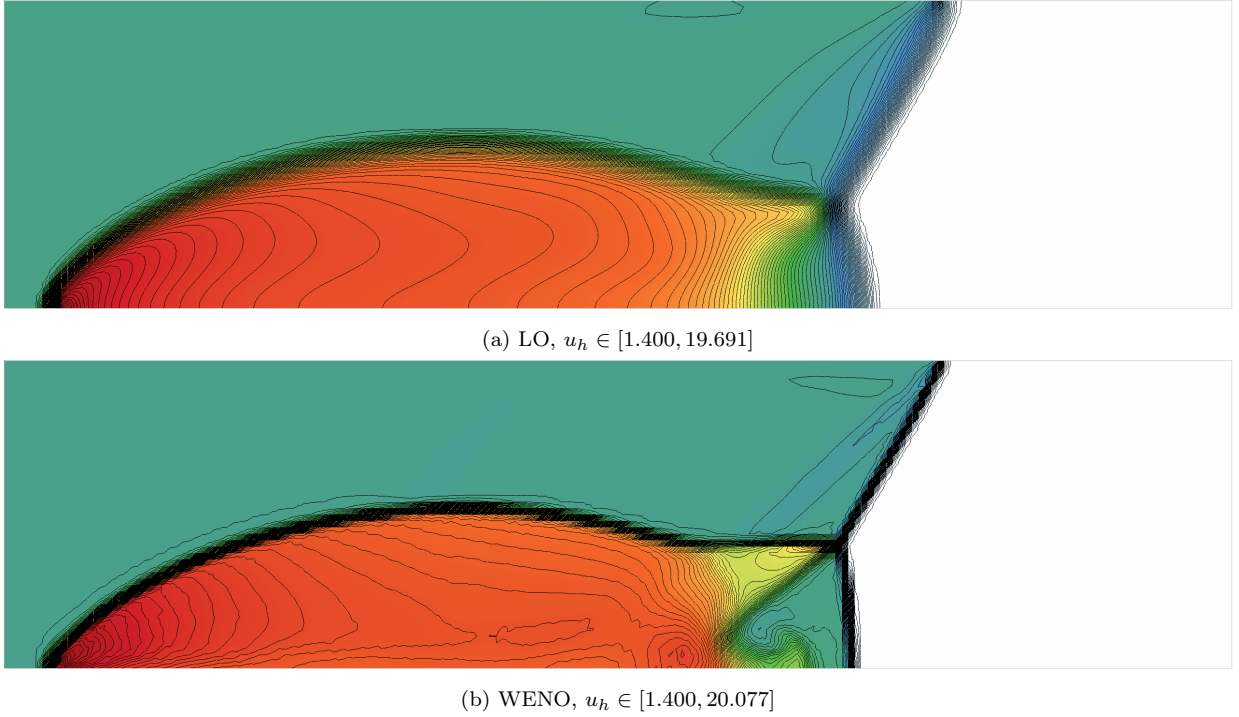 (a) LO, $u_h \in [1.400, 19.691]$
(b) WENO, $u_h \in [1.400, 20.077]$